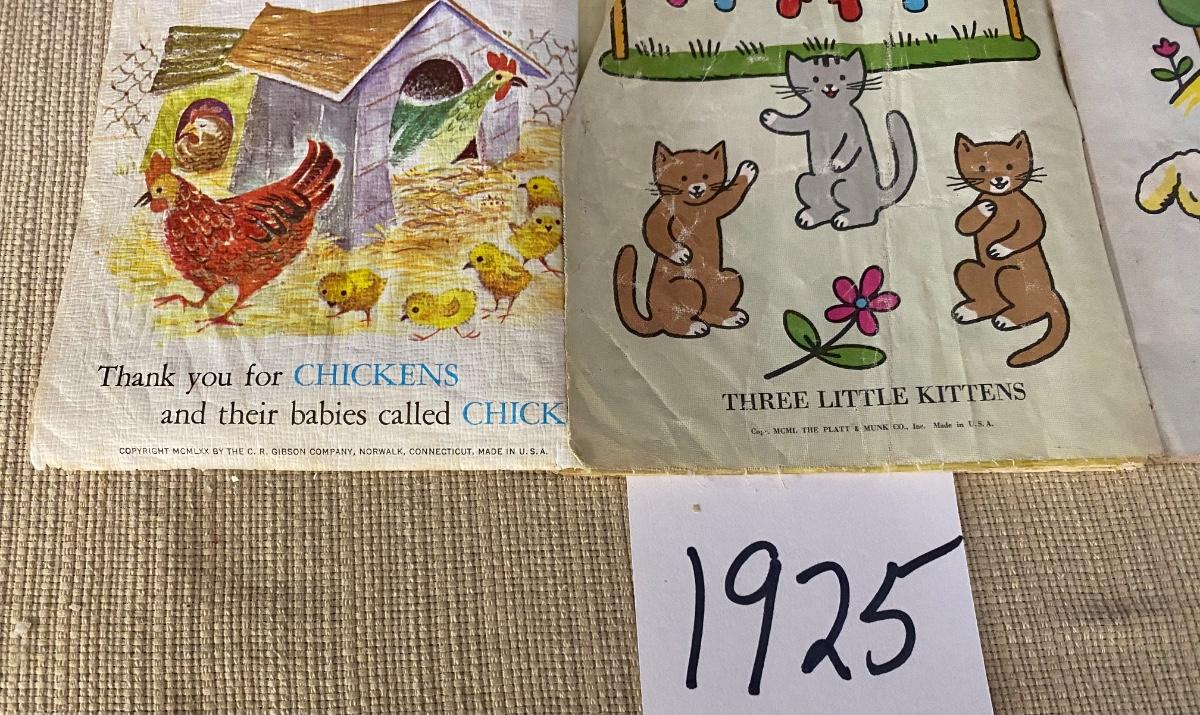 Thank you for CHICKENS
and their babies called CHICK
COPYRIGHT MCMLXX BY THE C. R. GIBSON COMPANY, NORWALK, CONNECTICUT. MADE IN U. S. A.
THREE LITTLE KITTENS
Cop. MCML THE PLATT & MUNK CO., Inc. Made in U. S. A.
1925